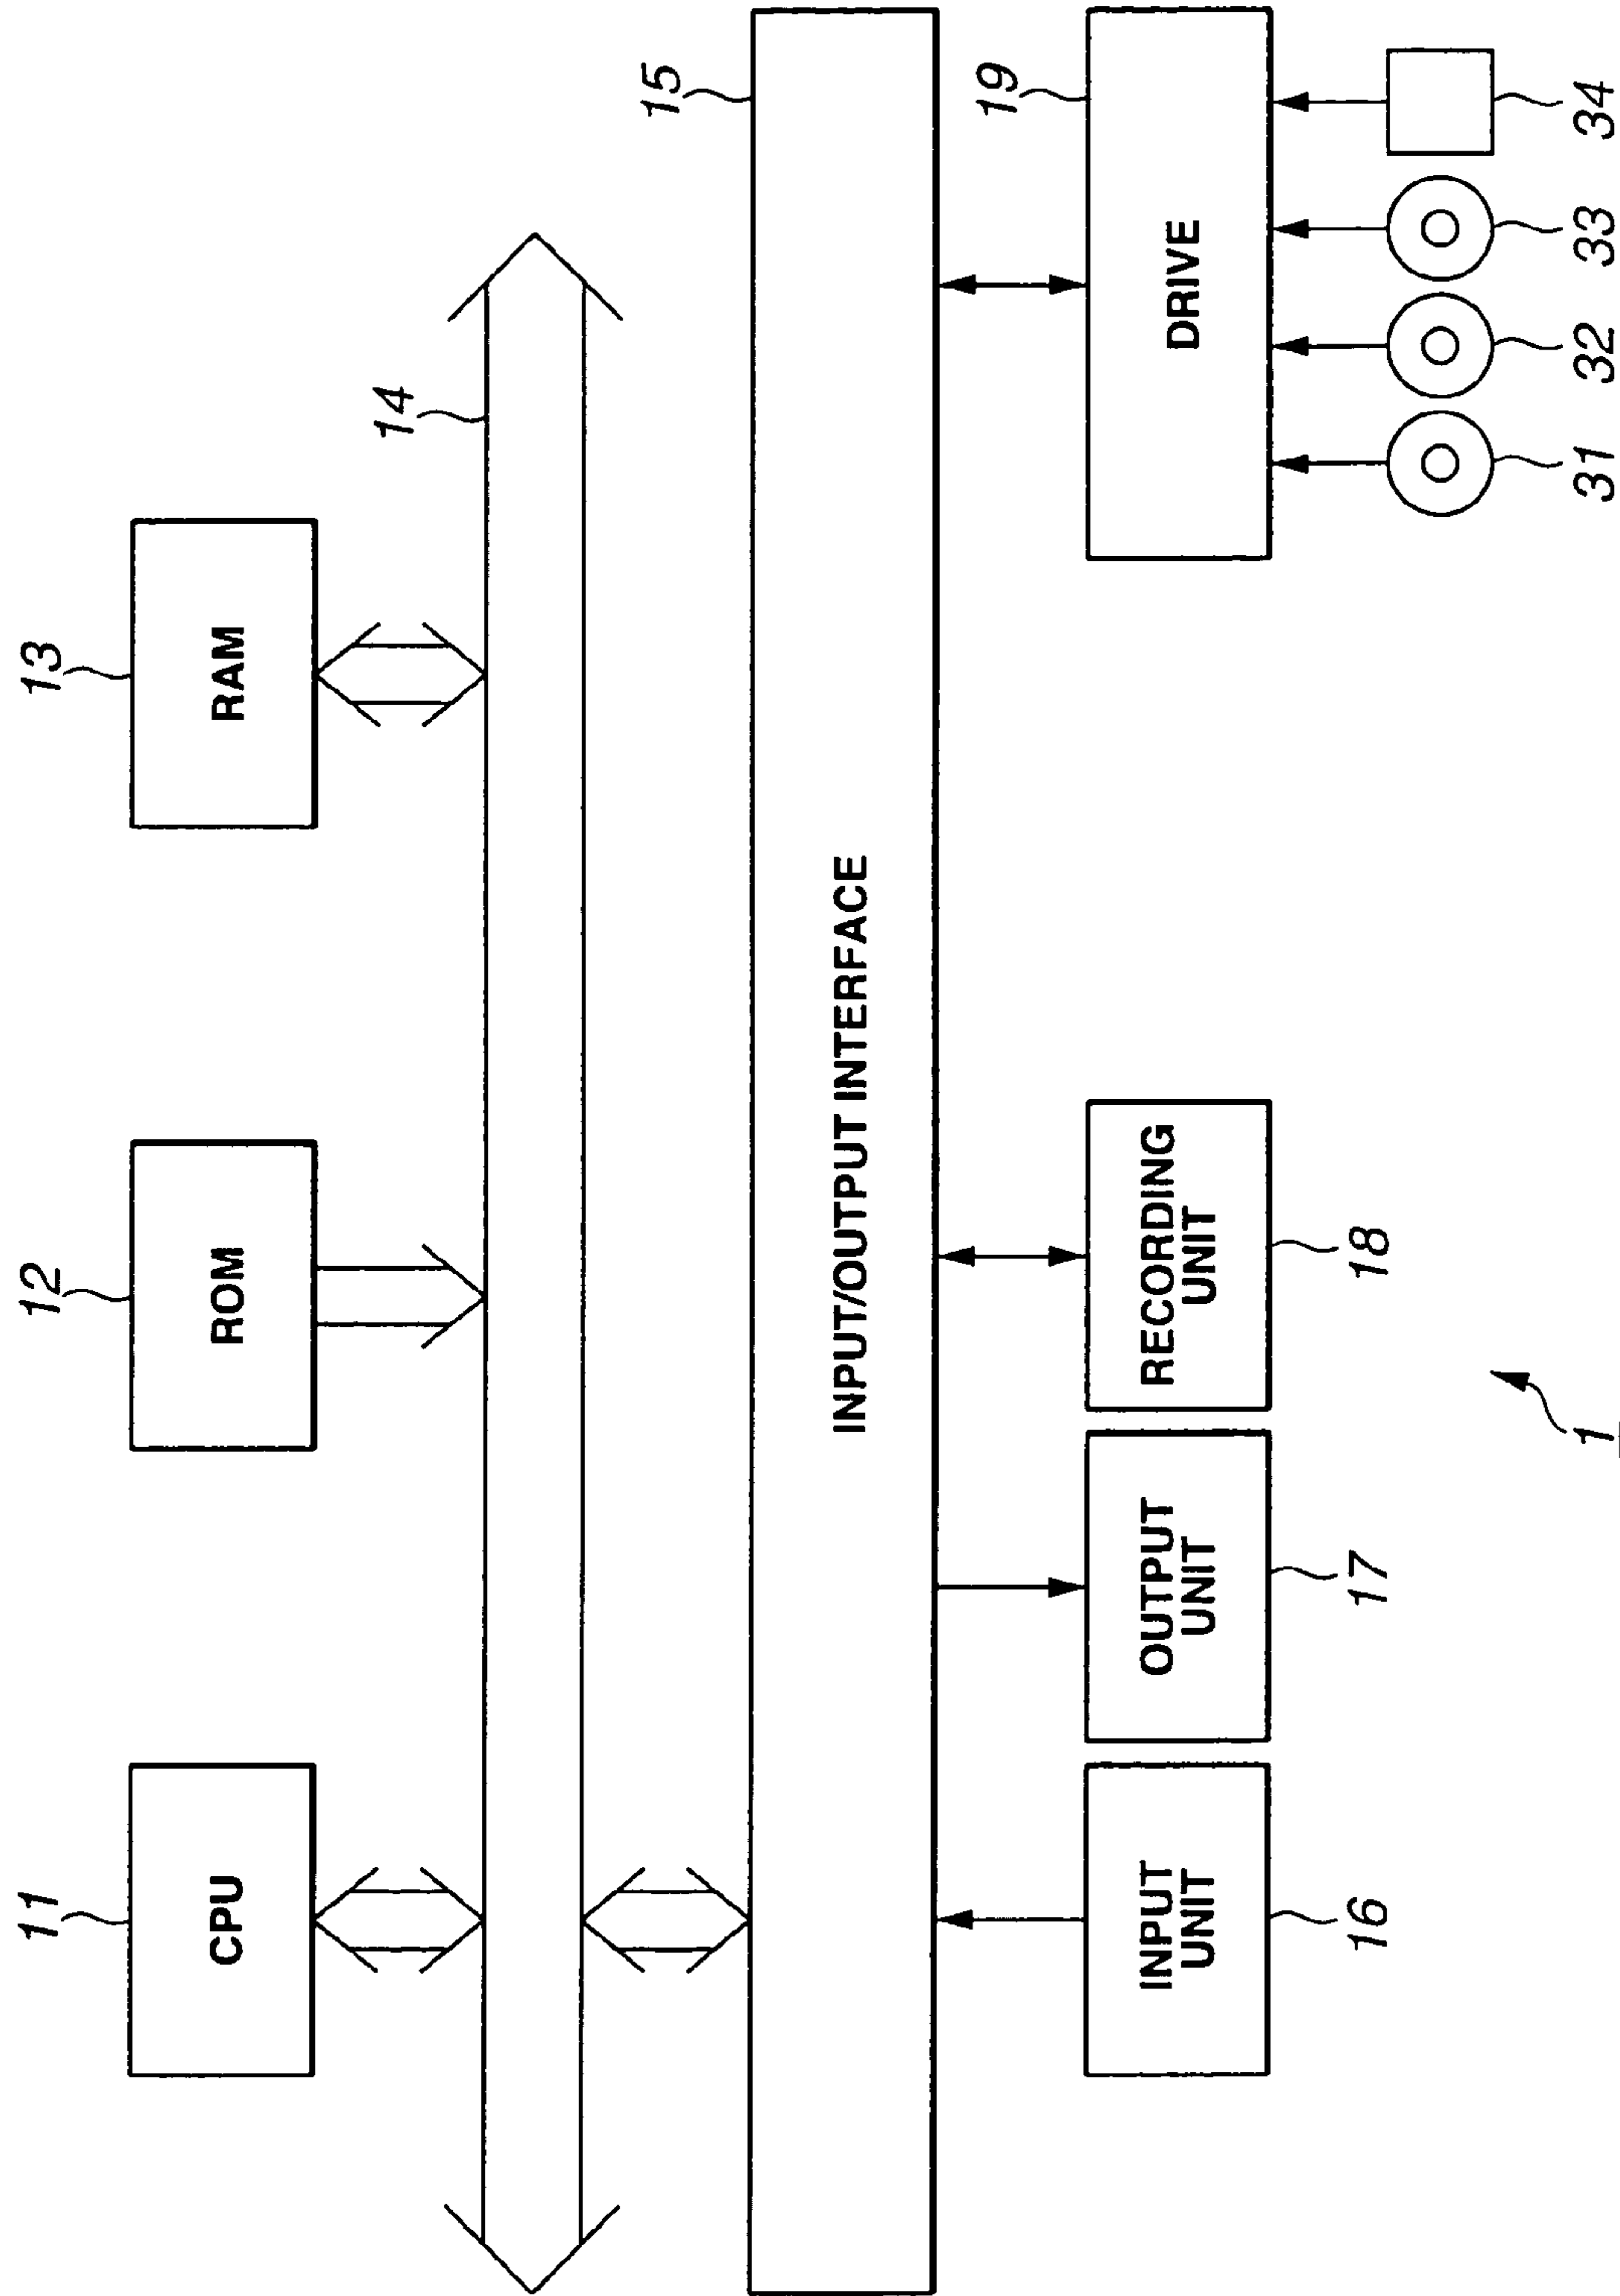 11
12
13
CPU
ROM
RAM
14
15
INPUT/OUTPUT INTERFACE
19
INPUT
UNIT
OUTPUT
UNIT
RECORDING
UNIT
DRIVE
16
17
18
31
32
33
34
1